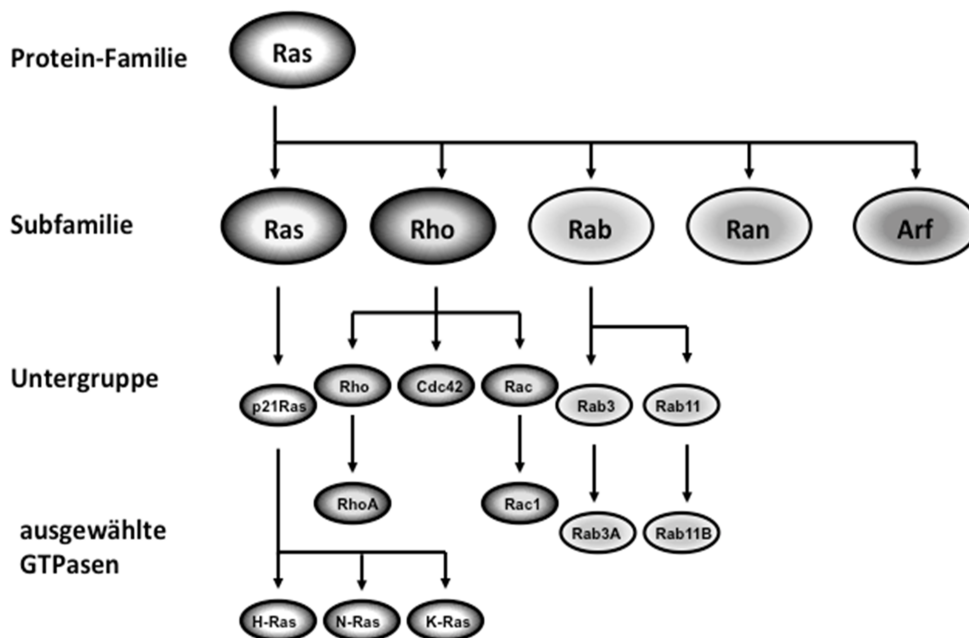 Protein-Familie
Ras
Subfamilie
Ras Rho Rab Ran Arf
Untergruppe
p21Ras Rho Cdc42 Rac Rab3 Rab11
RhoA Rac1 Rab3A Rab11B
ausgewählte
GTPasen
H-Ras N-Ras K-Ras